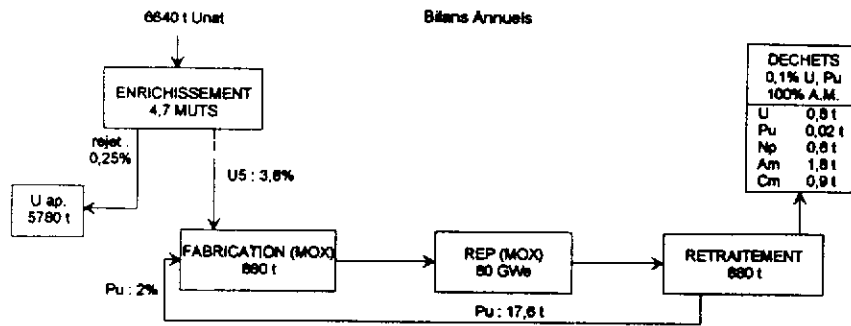 6640 t Unat
Bilans Annuels
ENRICHISSEMENT
4,7 MUTS
rejet :
0,25%
U ap.
5780 t
U5 : 3,8%
FABRICATION (MOX)
880 t
REP (MOX)
60 GWe
RETRAITEMENT
880 t
Pu : 2%
Pu : 17,6 t
DECHETS
0,1% U, Pu
100% A.M.
U 0,8 t
Pu 0,02 t
Np 0,6 t
Am 1,8 t
Cm 0,9 t